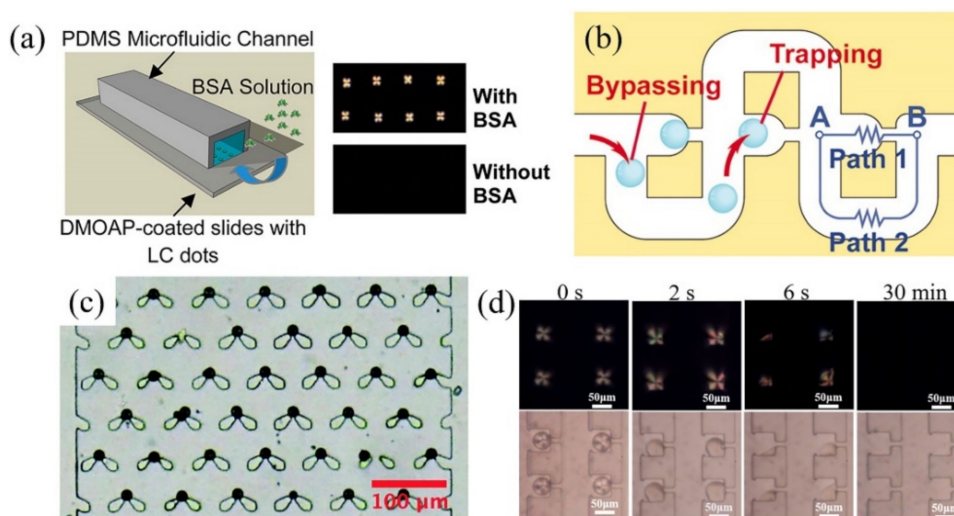 (a)
PDMS Microfluidic Channel
BSA Solution
With
BSA
Without
BSA
DMOAP-coated slides with
LC dots
(b)
Bypassing
Trapping
A
B
Path 1
Path 2
(c)
100 μm
(d)
0 s 2 s 6 s 30 min
50μm 50μm 50μm 50μm
50μm 50μm 50μm 50μm